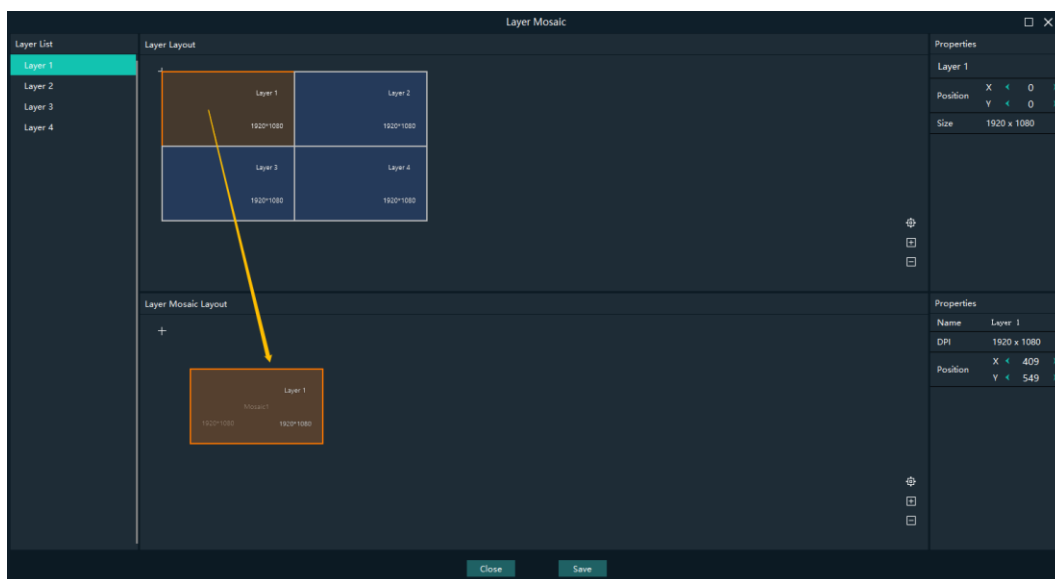 Layer Mosaic
Layer List
Layer 1
Layer 2
Layer 3
Layer 4
Layer Layout
Layer 1
1920*1080
Layer 2
1920*1080
Layer 3
1920*1080
Layer 4
1920*1080
Properties
Layer 1
Position X 0
Y 0
Size 1920 x 1080
Layer Mosaic Layout
Layer 1
Mosaic1
1920*1080 1920*1080
Properties
Name Layer 1
DPI 1920 x 1080
Position X 409
Y 549
Close Save